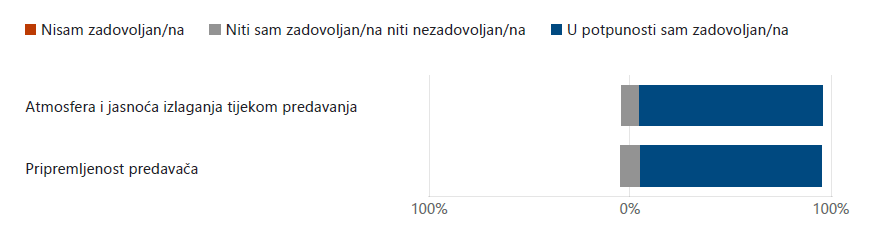 Nisam zadovoljan/na Niti sam zadovoljan/na niti nezadovoljan/na U potpunosti sam zadovoljan/na
Atmosfera i jasnoća izlaganja tijekom predavanja
Pripremljenost predavača
100% 0% 100%